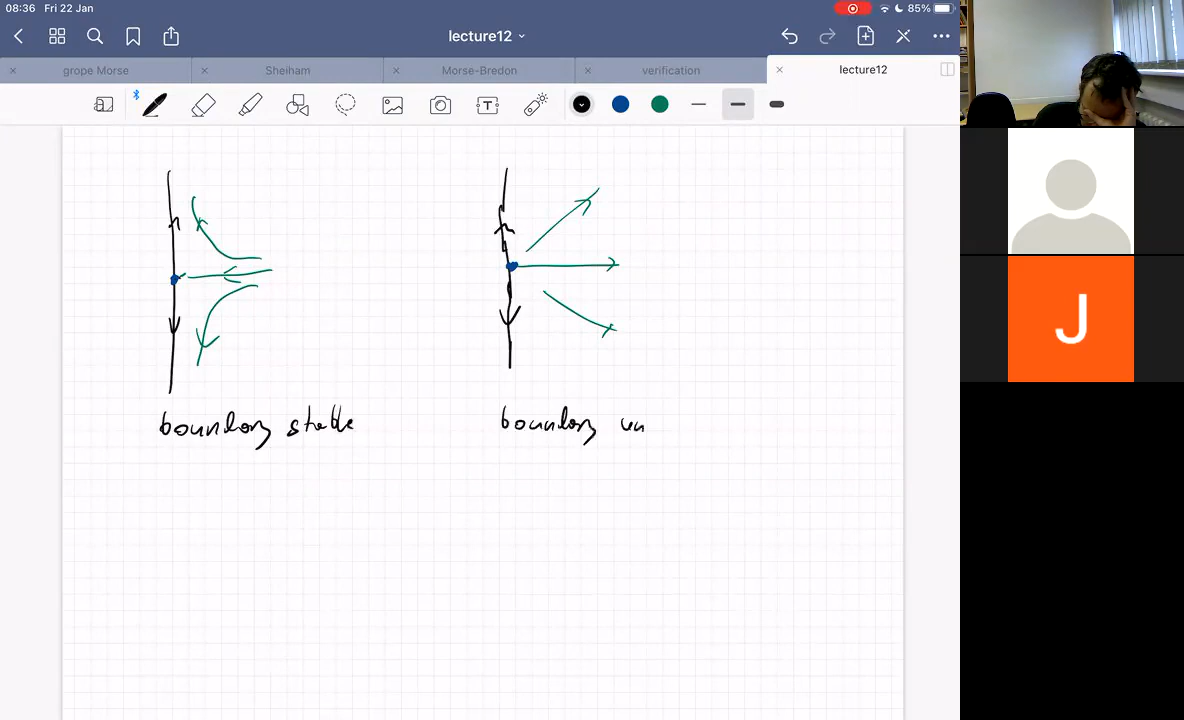 08:36 Fri 22 Jan
85%
lecture12
grope Morse
Sheiham
Morse-Bredon
verification
lecture12
T
J
boundary stable
boundary un